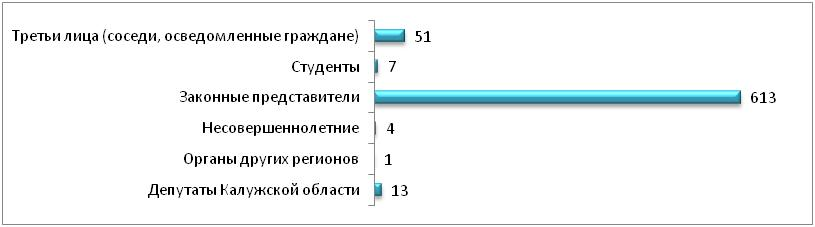 Третьи лица (соседи, осведомленные граждане) 51
Студенты 7
Законные представители 613
Несовершеннолетние 4
Органы других регионов 1
Депутаты Калужской области 13